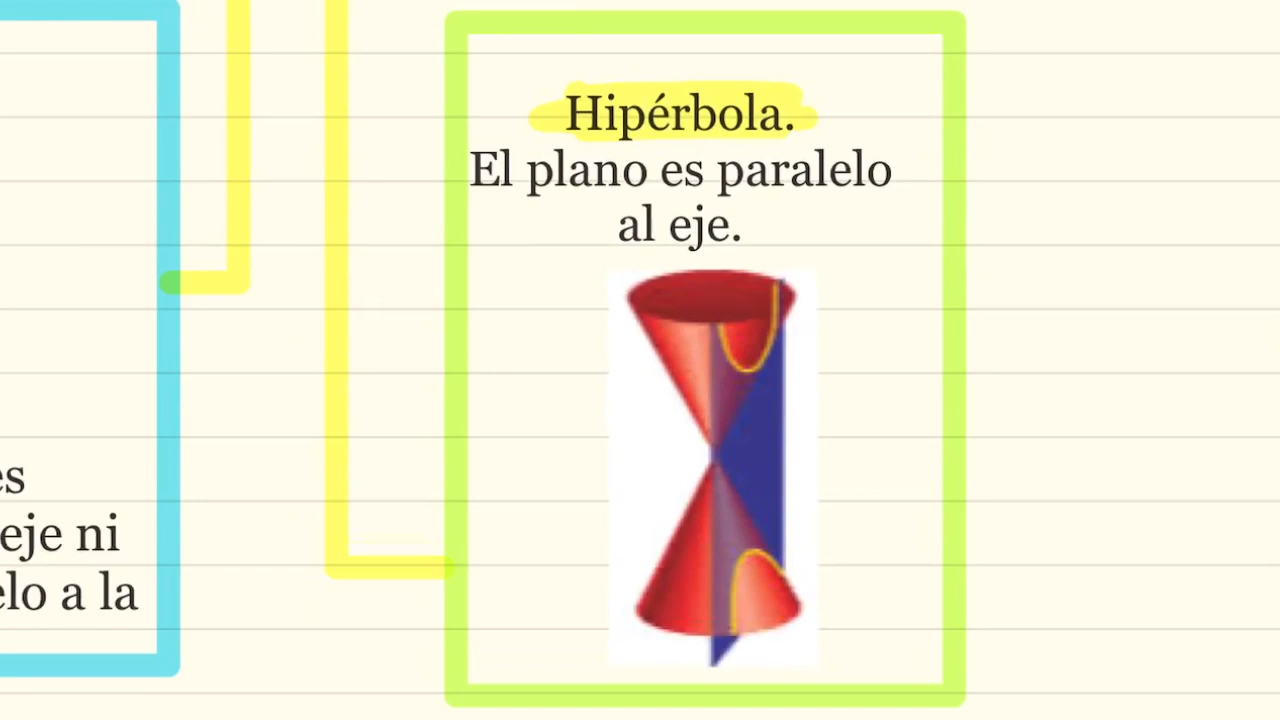 Hipérbola.
El plano es paralelo
al eje.
es
eje ni
elo a la